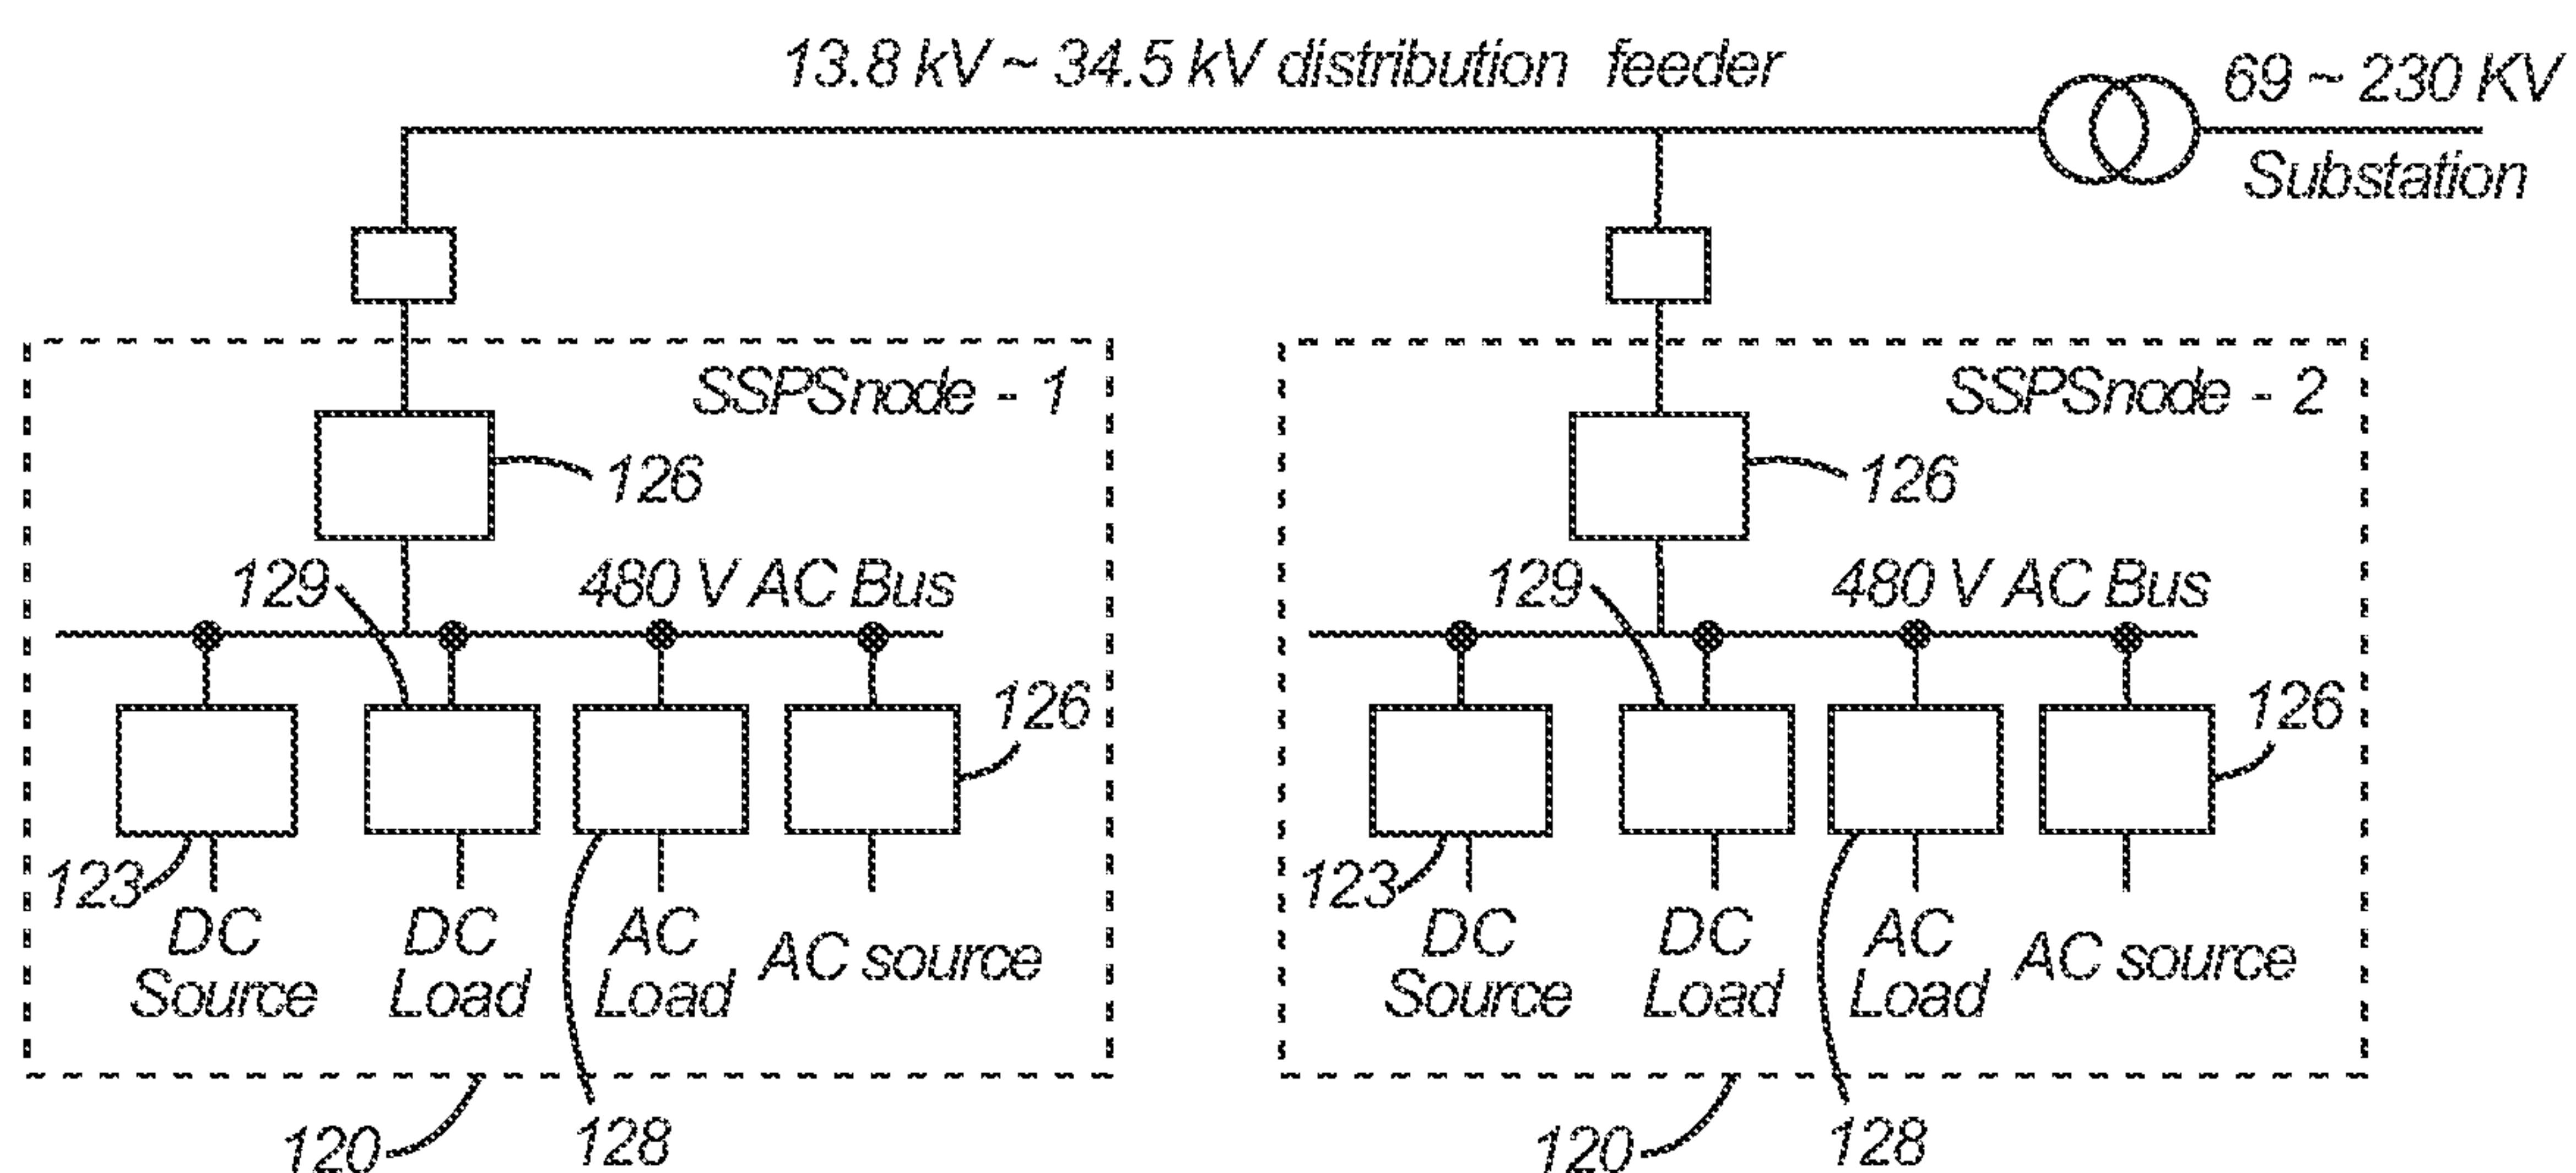 13.8 kV ~ 34.5 kV distribution feeder
69 ~ 230 KV
Substation
SSPSnode - 1
126
129
480 V AC Bus
126
123
DC
Source
DC
Load
AC
Load
AC source
120
128
SSPSnode - 2
126
129
480 V AC Bus
126
123
DC
Source
DC
Load
AC
Load
AC source
120
128